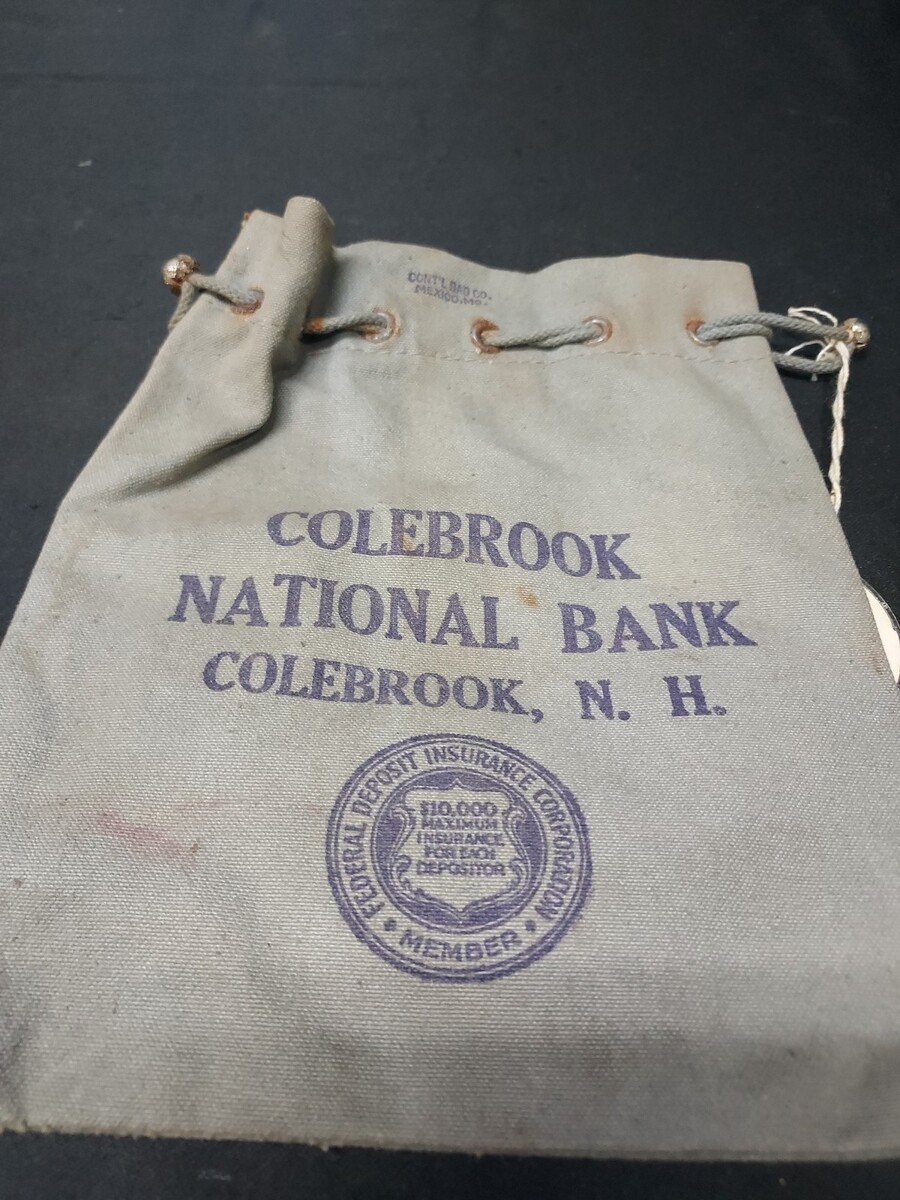 CONT'L BAG CO.
MEXICO, MO.
COLEBROOK
NATIONAL BANK
COLEBROOK, N. H.
FEDERAL DEPOSIT INSURANCE CORPORATION
$10,000
MAXIMUM
INSURANCE
FOR EACH
DEPOSITOR
• MEMBER •